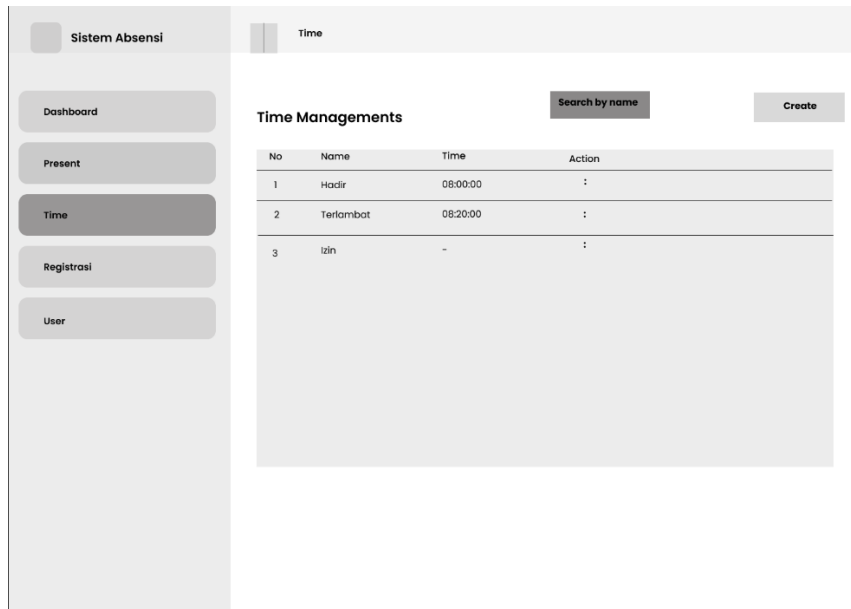 Sistem Absensi
Time
Dashboard
Present
Time
Registrasi
User
Time Managements
Search by name
Create
No Name Time Action
1 Hadir 08:00:00 :
2 Terlambat 08:20:00 :
3 Izin - :